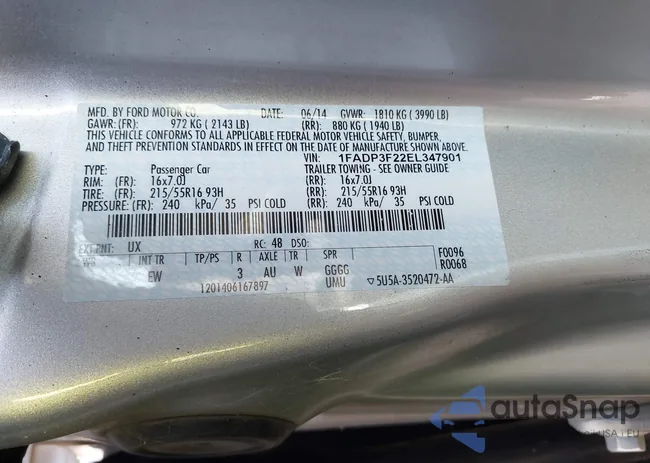 MFD. BY FORD MOTOR CO. DATE: 06/14 GVWR: 1810 KG ( 3990 LB)
GAWR: (FR): 972 KG ( 2143 LB) (RR): 880 KG ( 1940 LB)
THIS VEHICLE CONFORMS TO ALL APPLICABLE FEDERAL MOTOR VEHICLE SAFETY, BUMPER,
AND THEFT PREVENTION STANDARDS IN EFFECT ON THE DATE OF MANUFACTURE SHOWN ABOVE.
VIN: 1FADP3F22EL347901
TYPE: Passenger Car TRAILER TOWING - SEE OWNER GUIDE
RIM: (FR): 16x7.0J (RR): 16x7.0J
TIRE: (FR): 215/55R16 93H (RR): 215/55R16 93H
PRESSURE: (FR): 240 kPa/ 35 PSI COLD (RR): 240 kPa/ 35 PSI COLD
EXT PNT: UX RC: 48 DSO: F0096
INT TR TP/PS R AXLE TR SPR R0068
EW 3 AU W GGGG
UMU ▽5U5A-3520472-AA
1201406167897
autoSnap
USA | EU